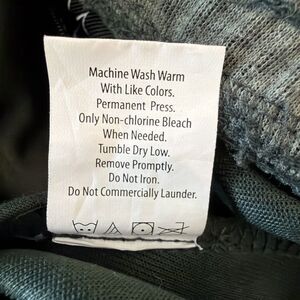 Machine Wash Warm
With Like Colors.
Permanent Press.
Only Non-chlorine Bleach
When Needed.
Tumble Dry Low.
Remove Promptly.
Do Not Iron.
Do Not Commercially Launder.